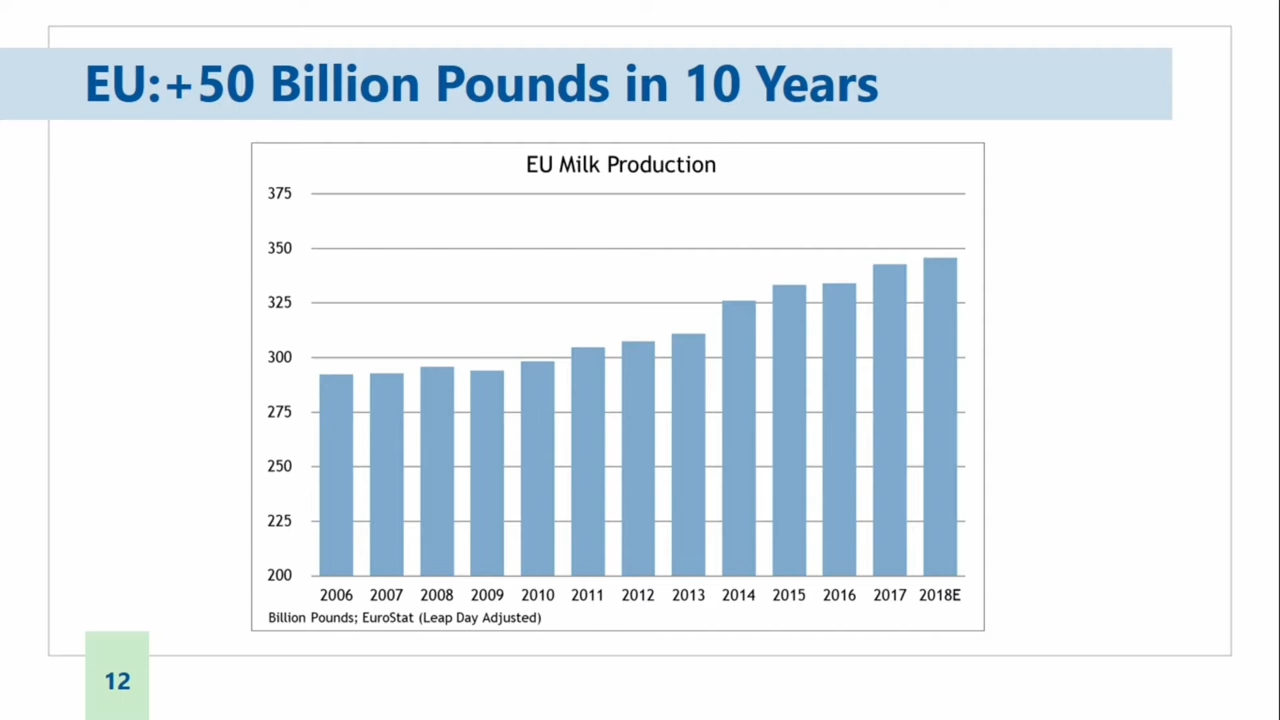 EU:+50 Billion Pounds in 10 Years
EU Milk Production
375
350
325
300
275
250
225
200
2006 2007 2008 2009 2010 2011 2012 2013 2014 2015 2016 2017 2018E
Billion Pounds; EuroStat (Leap Day Adjusted)
12